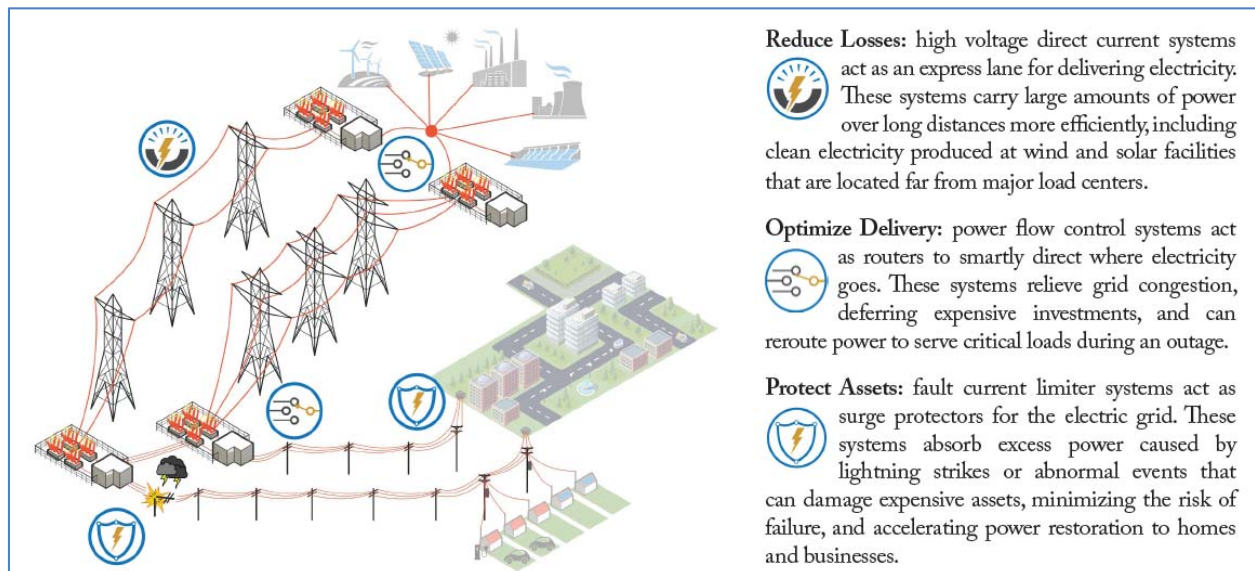 Reduce Losses: high voltage direct current systems
act as an express lane for delivering electricity.
These systems carry large amounts of power
over long distances more efficiently, including
clean electricity produced at wind and solar facilities
that are located far from major load centers.
Optimize Delivery: power flow control systems act
as routers to smartly direct where electricity
goes. These systems relieve grid congestion,
deferring expensive investments, and can
reroute power to serve critical loads during an outage.
Protect Assets: fault current limiter systems act as
surge protectors for the electric grid. These
systems absorb excess power caused by
lightning strikes or abnormal events that
can damage expensive assets, minimizing the risk of
failure, and accelerating power restoration to homes
and businesses.